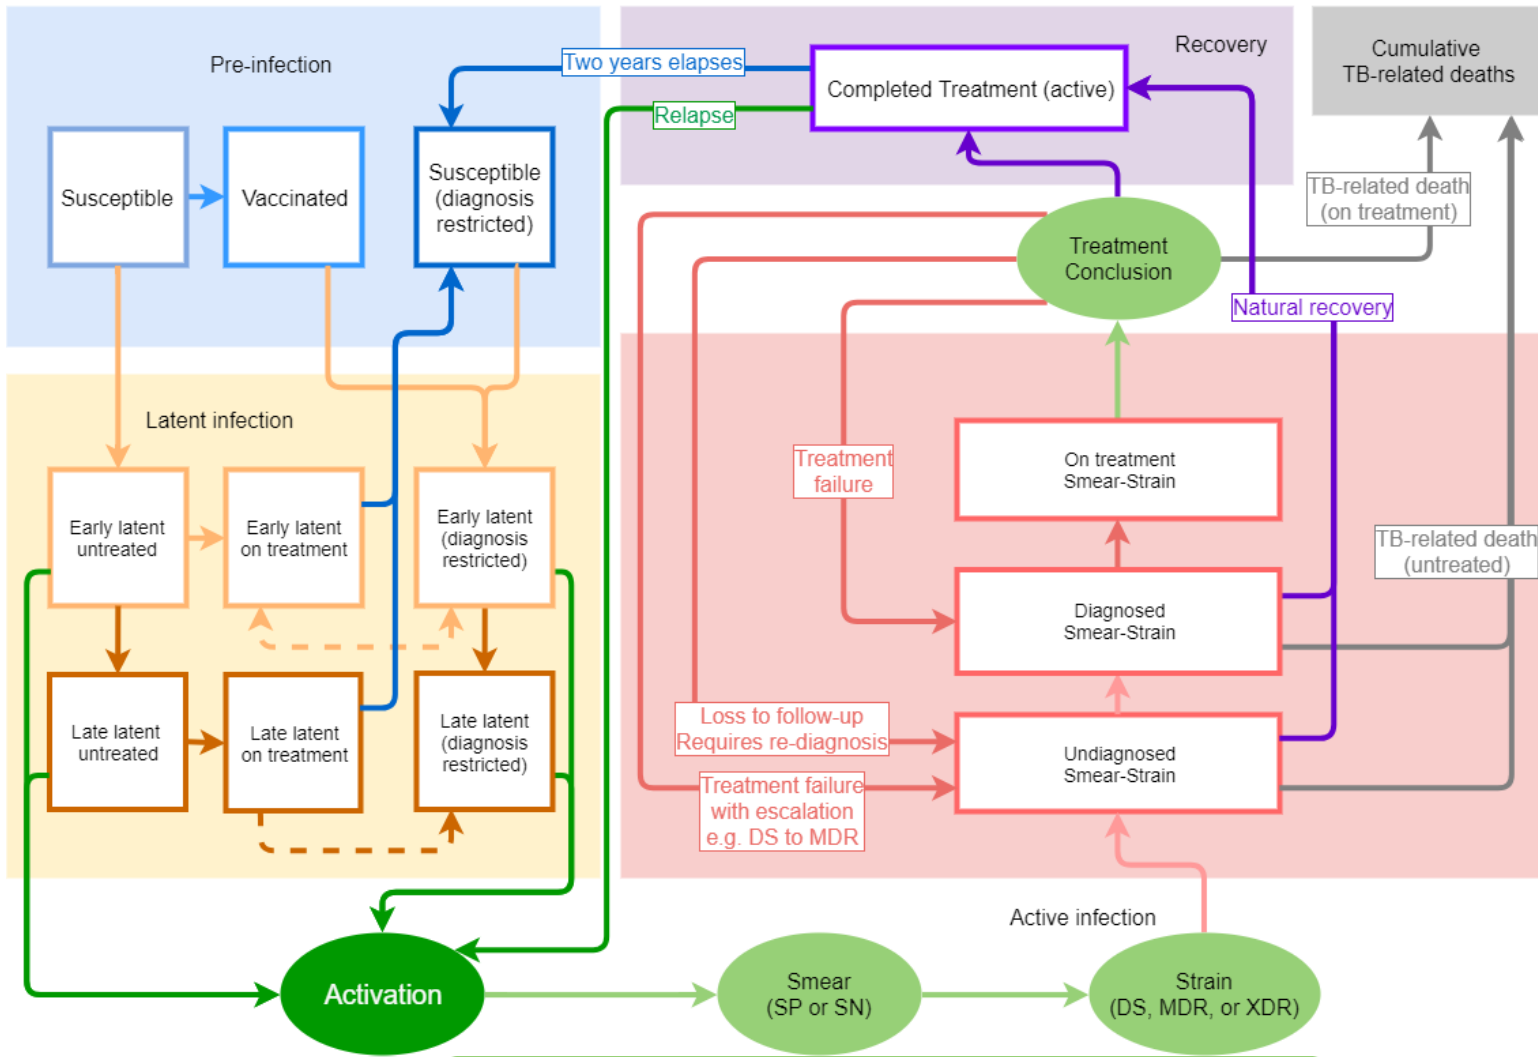 Pre-infection
Two years elapses
Relapse
Completed Treatment (active)
Recovery
Cumulative
TB-related deaths
Susceptible
Vaccinated
Susceptible
(diagnosis
restricted)
TB-related death
(on treatment)
Treatment
Conclusion
Natural recovery
Latent infection
Treatment
failure
On treatment
Smear-Strain
Early latent
untreated
Early latent
on treatment
Early latent
(diagnosis
restricted)
TB-related death
(untreated)
Diagnosed
Smear-Strain
Late latent
untreated
Late latent
on treatment
Late latent
(diagnosis
restricted)
Loss to follow-up
Requires re-diagnosis
Undiagnosed
Smear-Strain
Treatment failure
with escalation
e.g. DS to MDR
Active infection
Activation
Smear
(SP or SN)
Strain
(DS, MDR, or XDR)